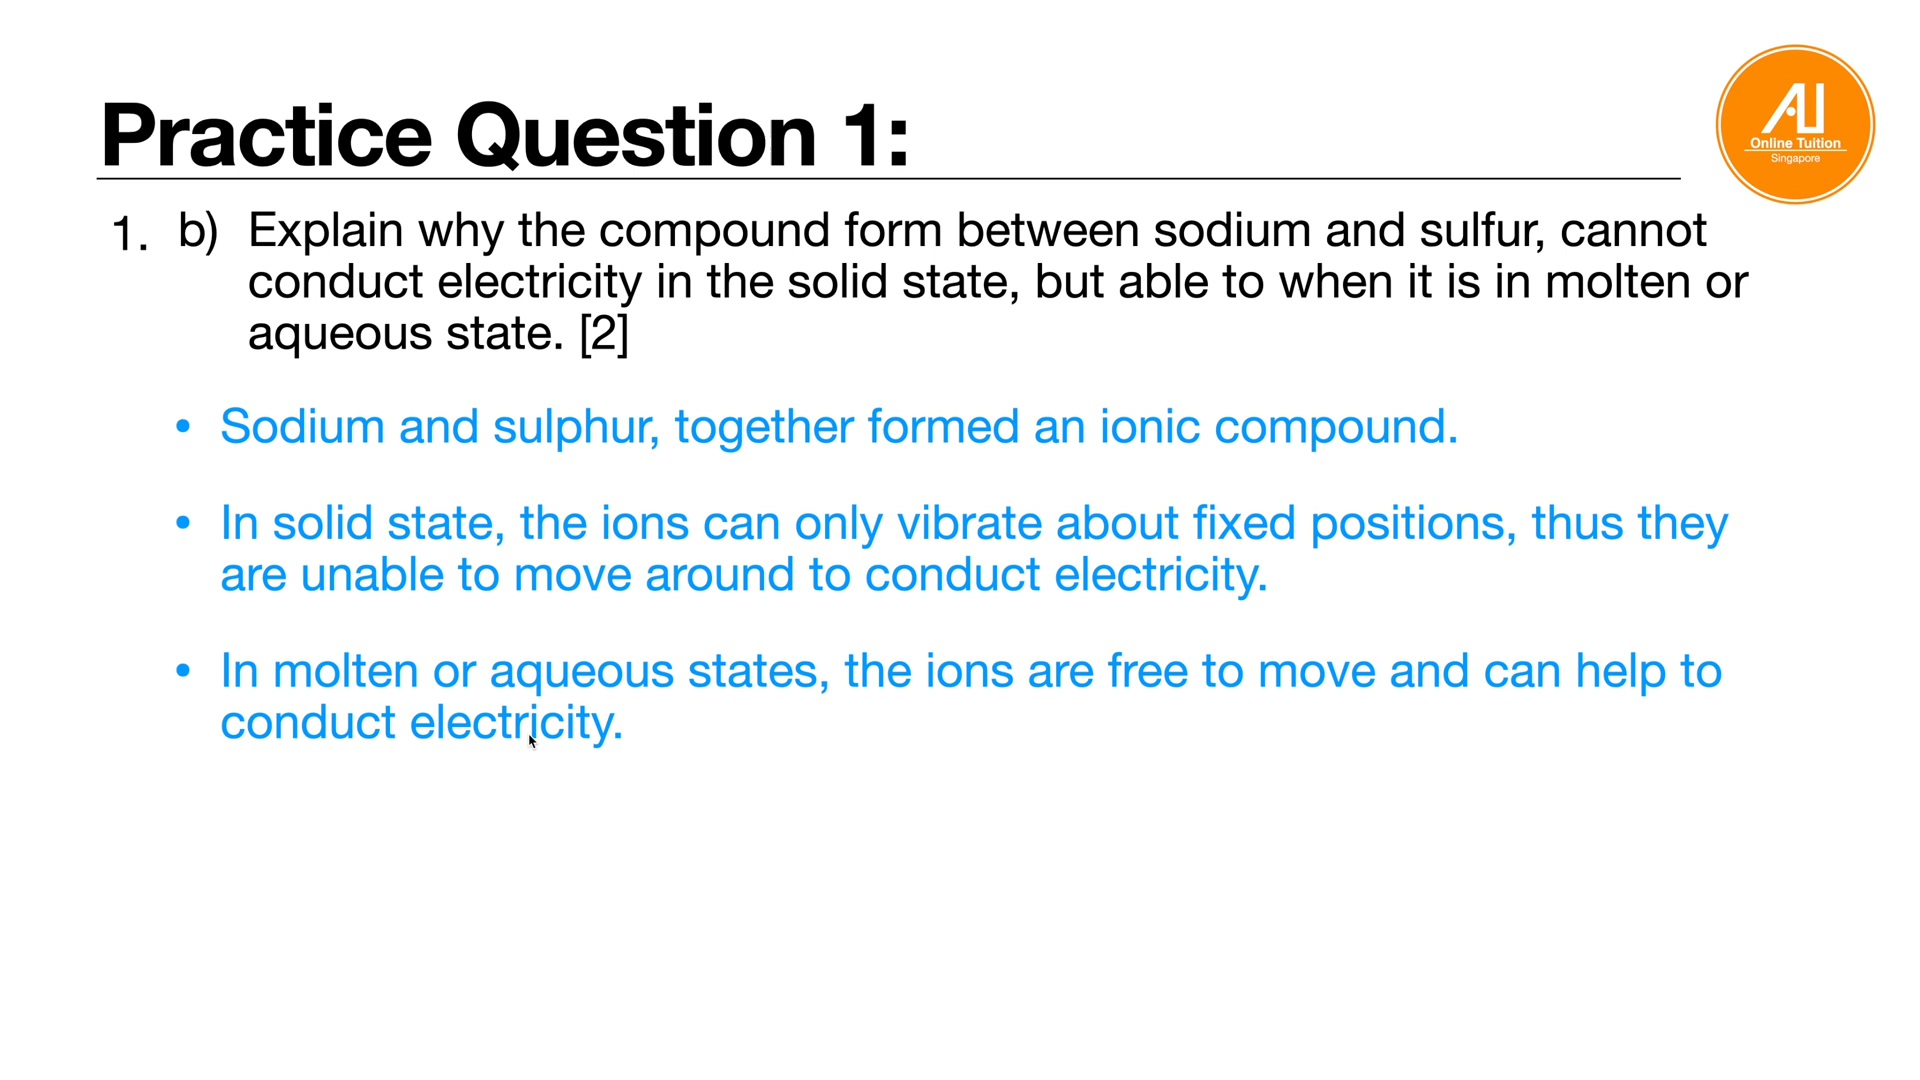 Practice Question 1:
AU
Online Tuition
Singapore
1. b) Explain why the compound form between sodium and sulfur, cannot
conduct electricity in the solid state, but able to when it is in molten or
aqueous state. [2]
• Sodium and sulphur, together formed an ionic compound.
• In solid state, the ions can only vibrate about fixed positions, thus they
are unable to move around to conduct electricity.
• In molten or aqueous states, the ions are free to move and can help to
conduct electricity.